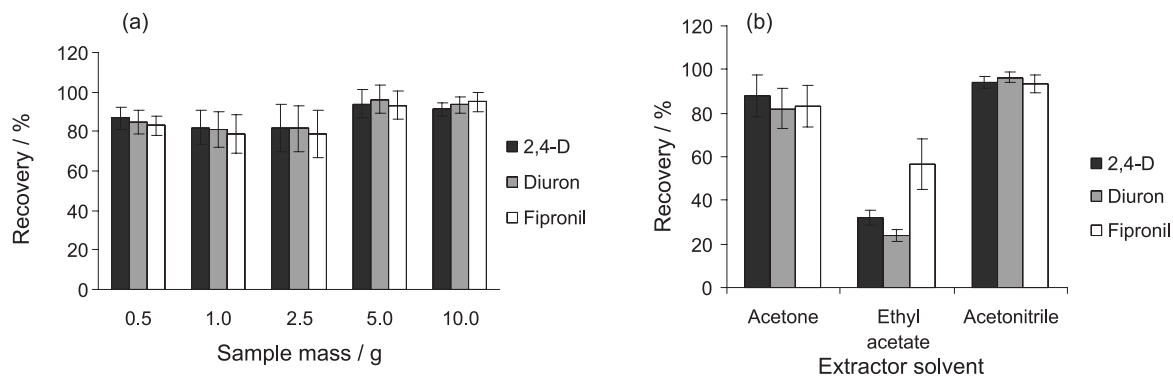 (a)
120
100
80
60
40
20
0
Recovery / %
0.5 1.0 2.5 5.0 10.0
Sample mass / g
2,4-D
Diuron
Fipronil
(b)
120
100
80
60
40
20
0
Recovery / %
Acetone Ethyl Acetonitrile
acetate
Extractor solvent
2,4-D
Diuron
Fipronil